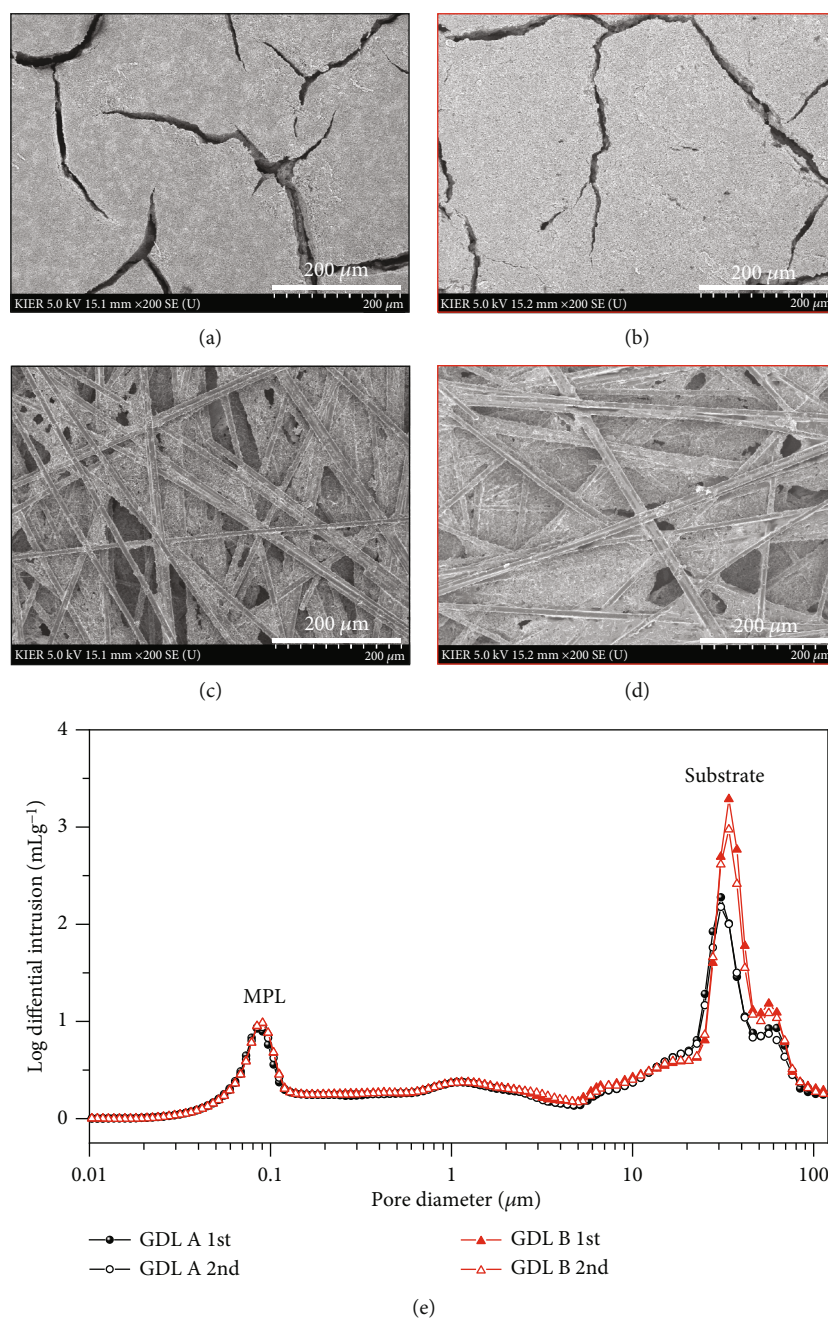 200 μm
KIER 5.0 kV 15.1 mm ×200 SE (U) 200 μm
(a)
200 μm
KIER 5.0 kV 15.2 mm ×200 SE (U) 200 μm
(b)
200 μm
KIER 5.0 kV 15.1 mm ×200 SE (U) 200 μm
(c)
200 μm
KIER 5.0 kV 15.2 mm ×200 SE (U) 200 μm
(d)
4
3
2
1
0
Log diffential intrusion (mLg⁻¹)
MPL
Substrate
0.01 0.1 1 10 100
Pore diameter (μm)
GDL A 1st
GDL A 2nd
GDL B 1st
GDL B 2nd
(e)